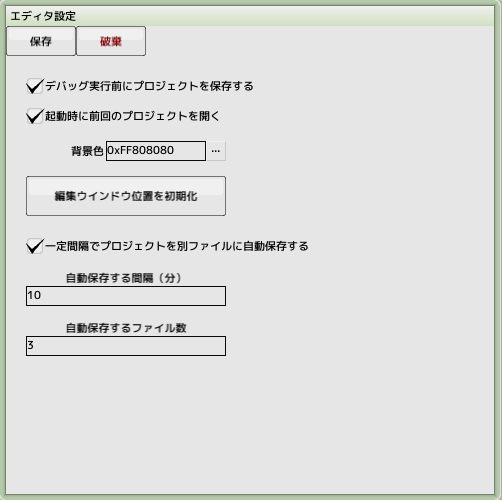 エディタ設定
保存 破棄
デバッグ実行前にプロジェクトを保存する
起動時に前回のプロジェクトを開く
背景色 0xFF808080 ...
編集ウインドウ位置を初期化
一定間隔でプロジェクトを別ファイルに自動保存する
自動保存する間隔（分）
10
自動保存するファイル数
3